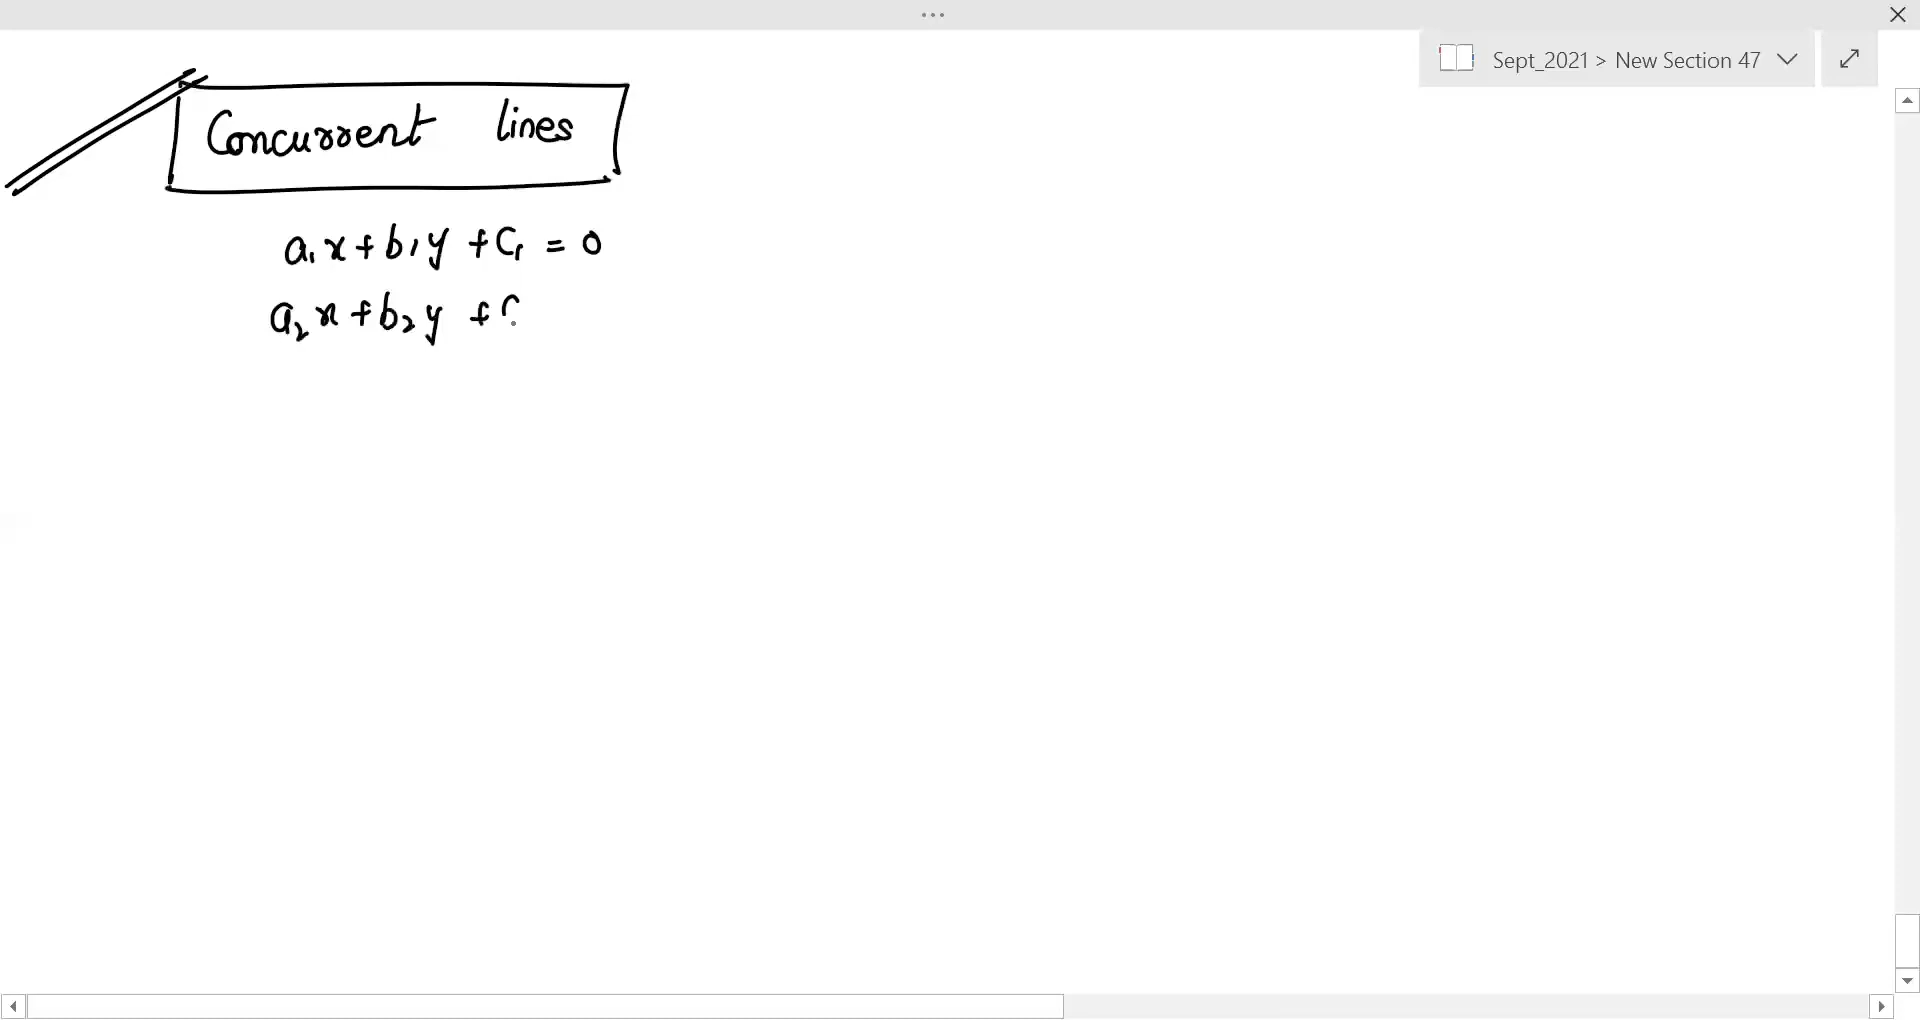 Sept_2021 > New Section 47
Concurrent lines
a₁x + b₁y + C₁ = 0
a₂x + b₂y + C